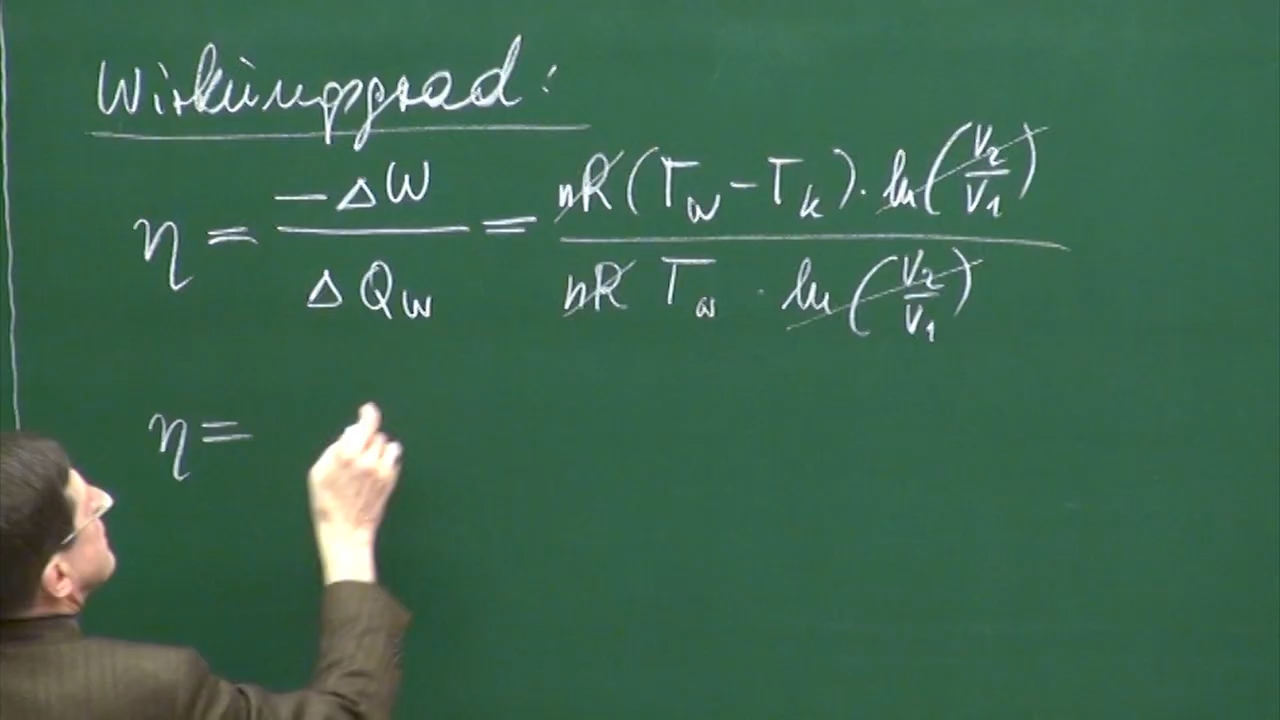 Wirkungsgrad:
η = −ΔW / ΔQ_W = nR(T_W − T_K) · ln(V₂/V₁) / nR T_W · ln(V₂/V₁)
η =